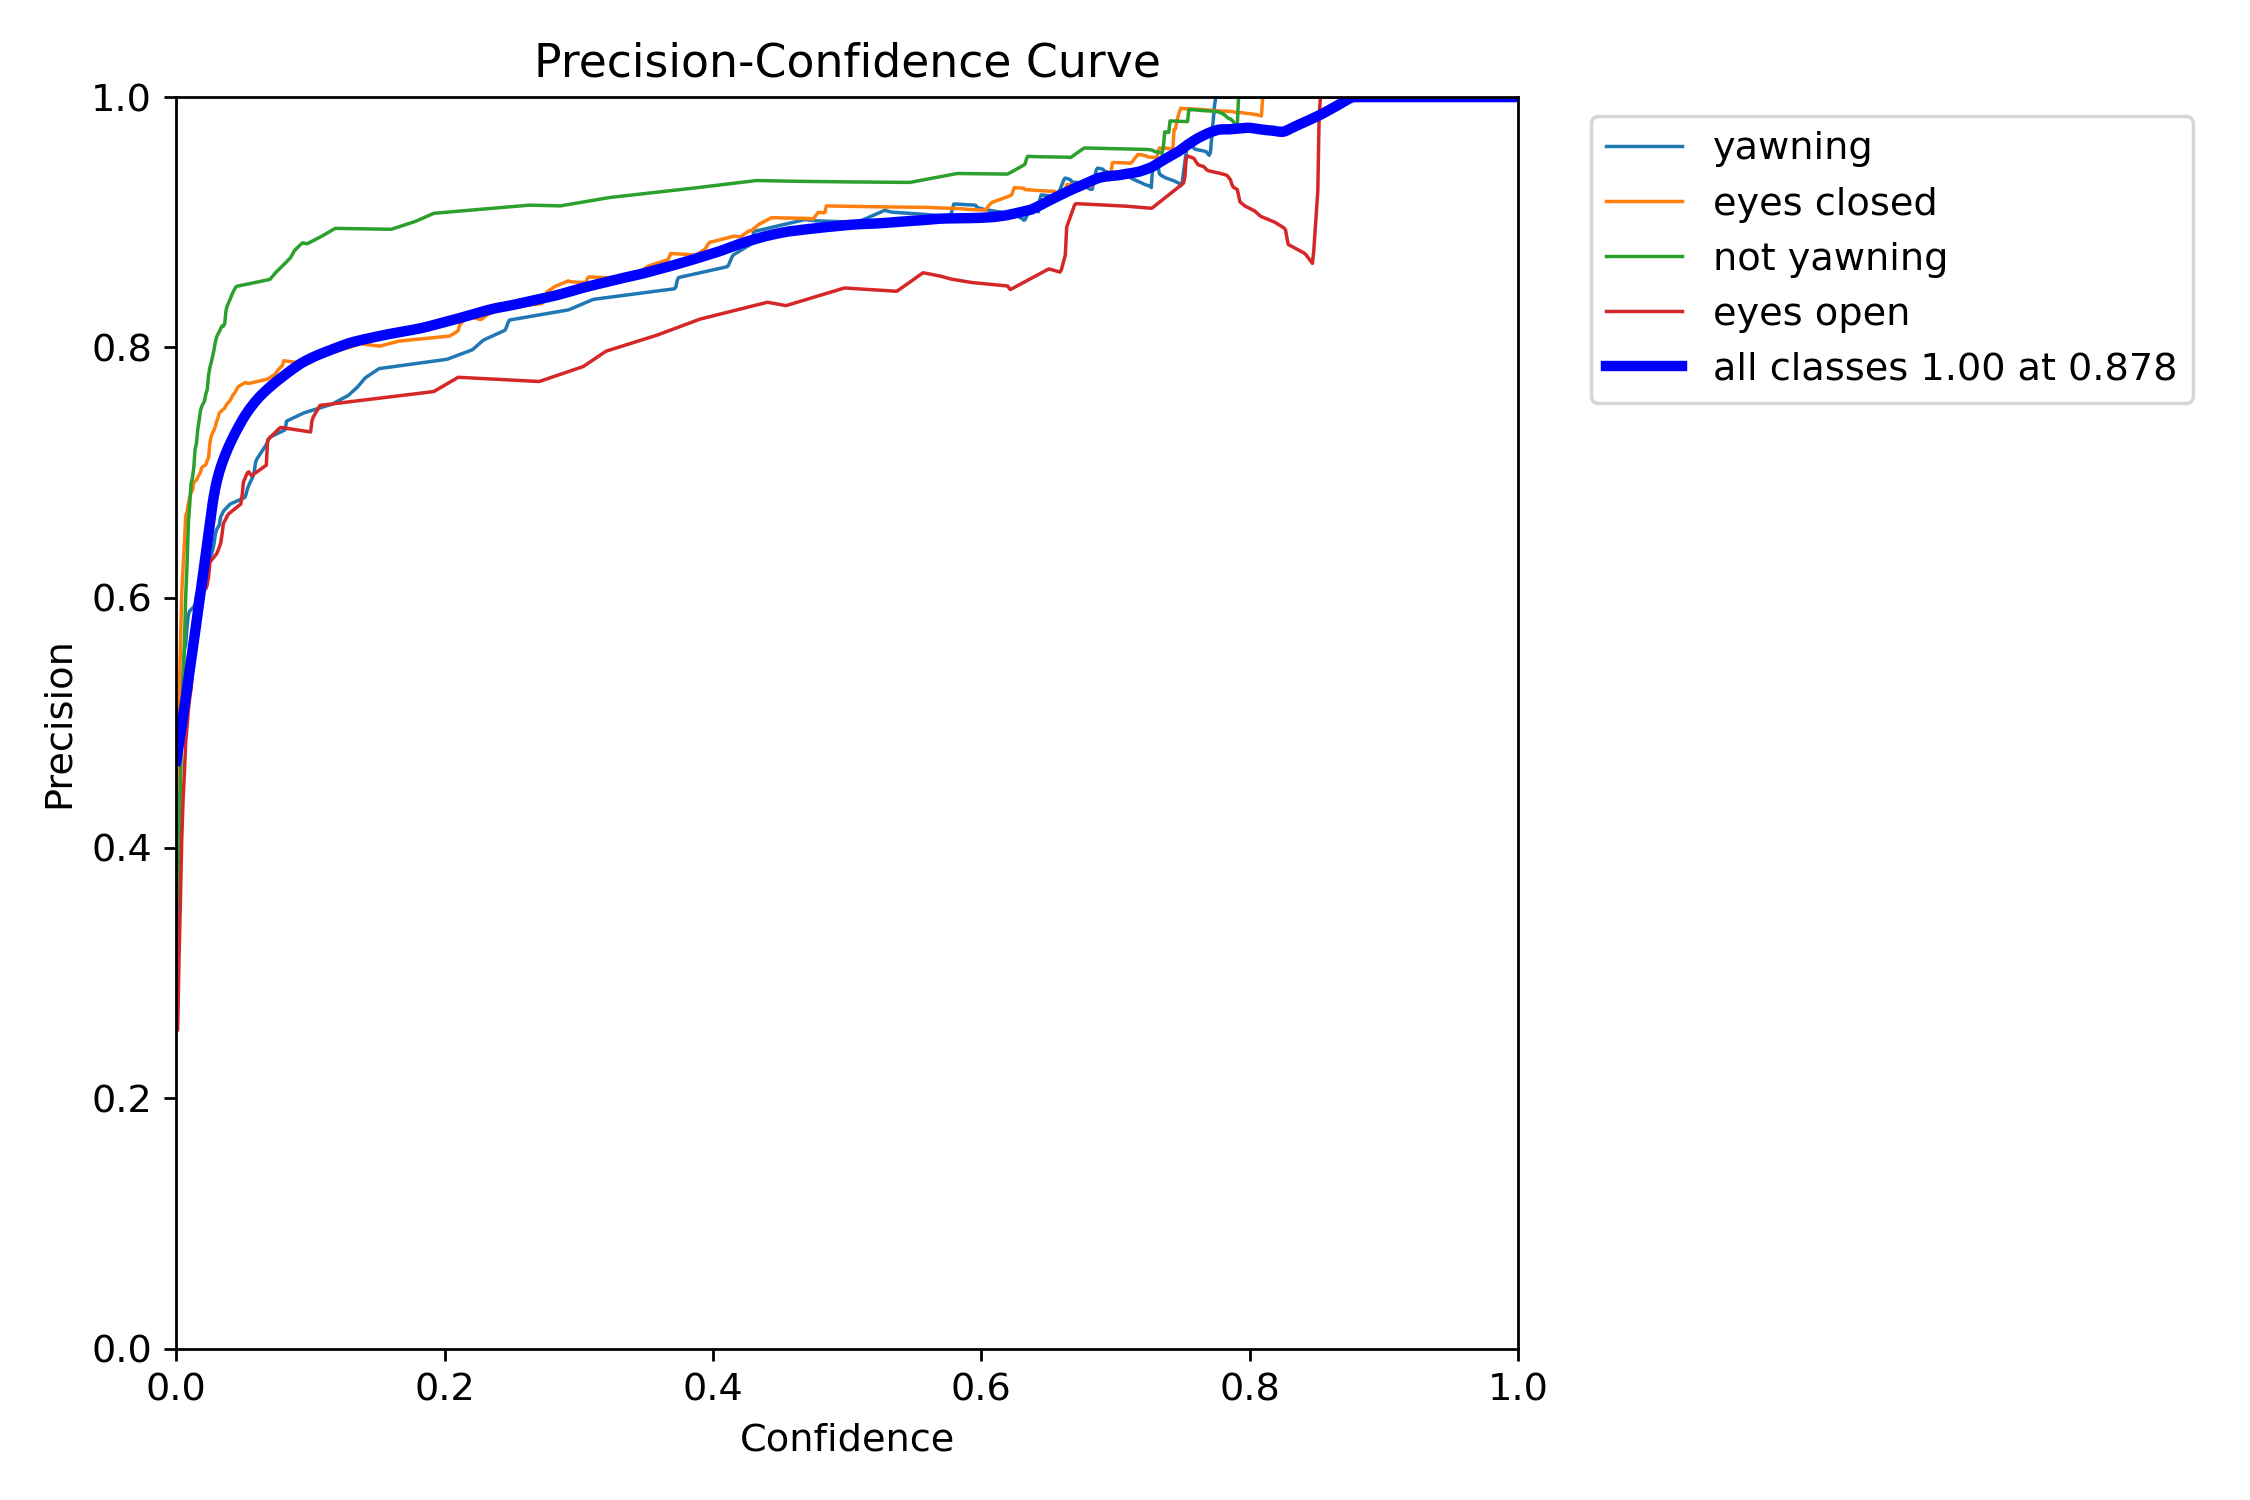 Precision-Confidence Curve
1.0
0.8
0.6
0.4
0.2
0.0
Precision
0.0 0.2 0.4 0.6 0.8 1.0
Confidence
yawning
eyes closed
not yawning
eyes open
all classes 1.00 at 0.878